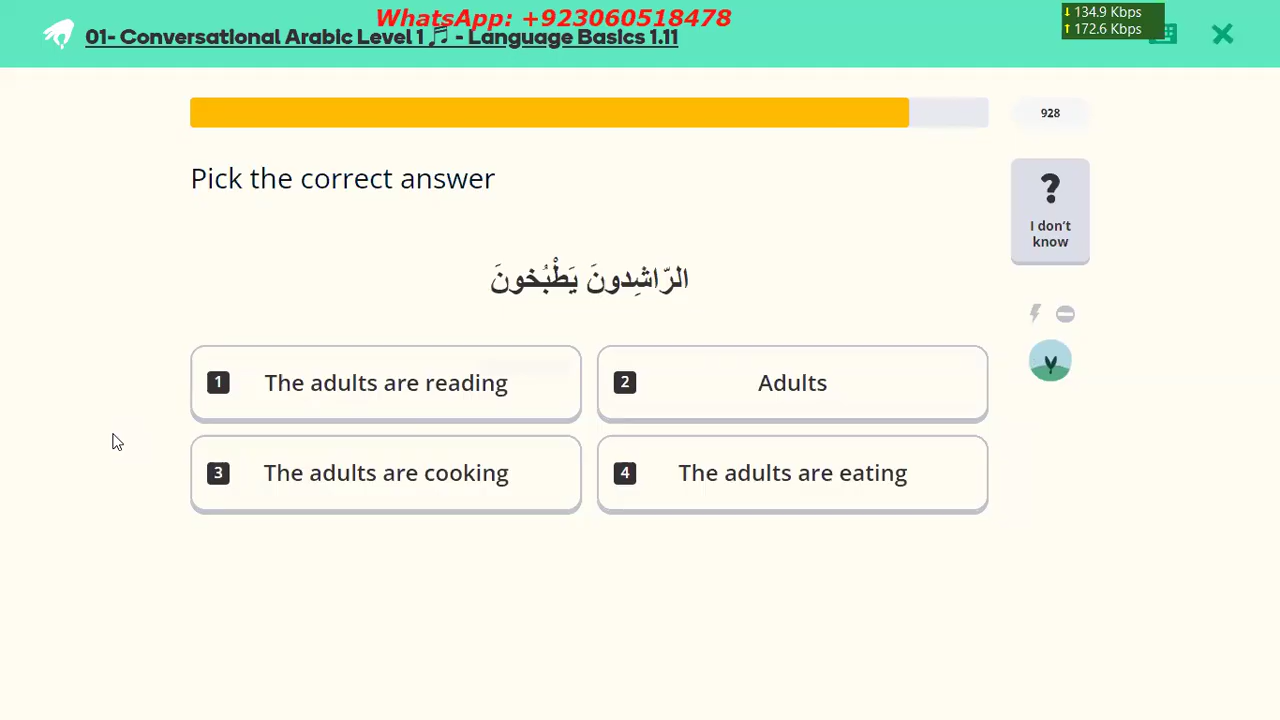 WhatsApp: +923060518478
01- Conversational Arabic Level 1 🎵 - Language Basics 1.11
↓ 134.9 Kbps
↑ 172.6 Kbps
928
Pick the correct answer
?
I don't
know
الرّاشِدونَ يَطْبُخونَ
1 The adults are reading
2 Adults
3 The adults are cooking
4 The adults are eating